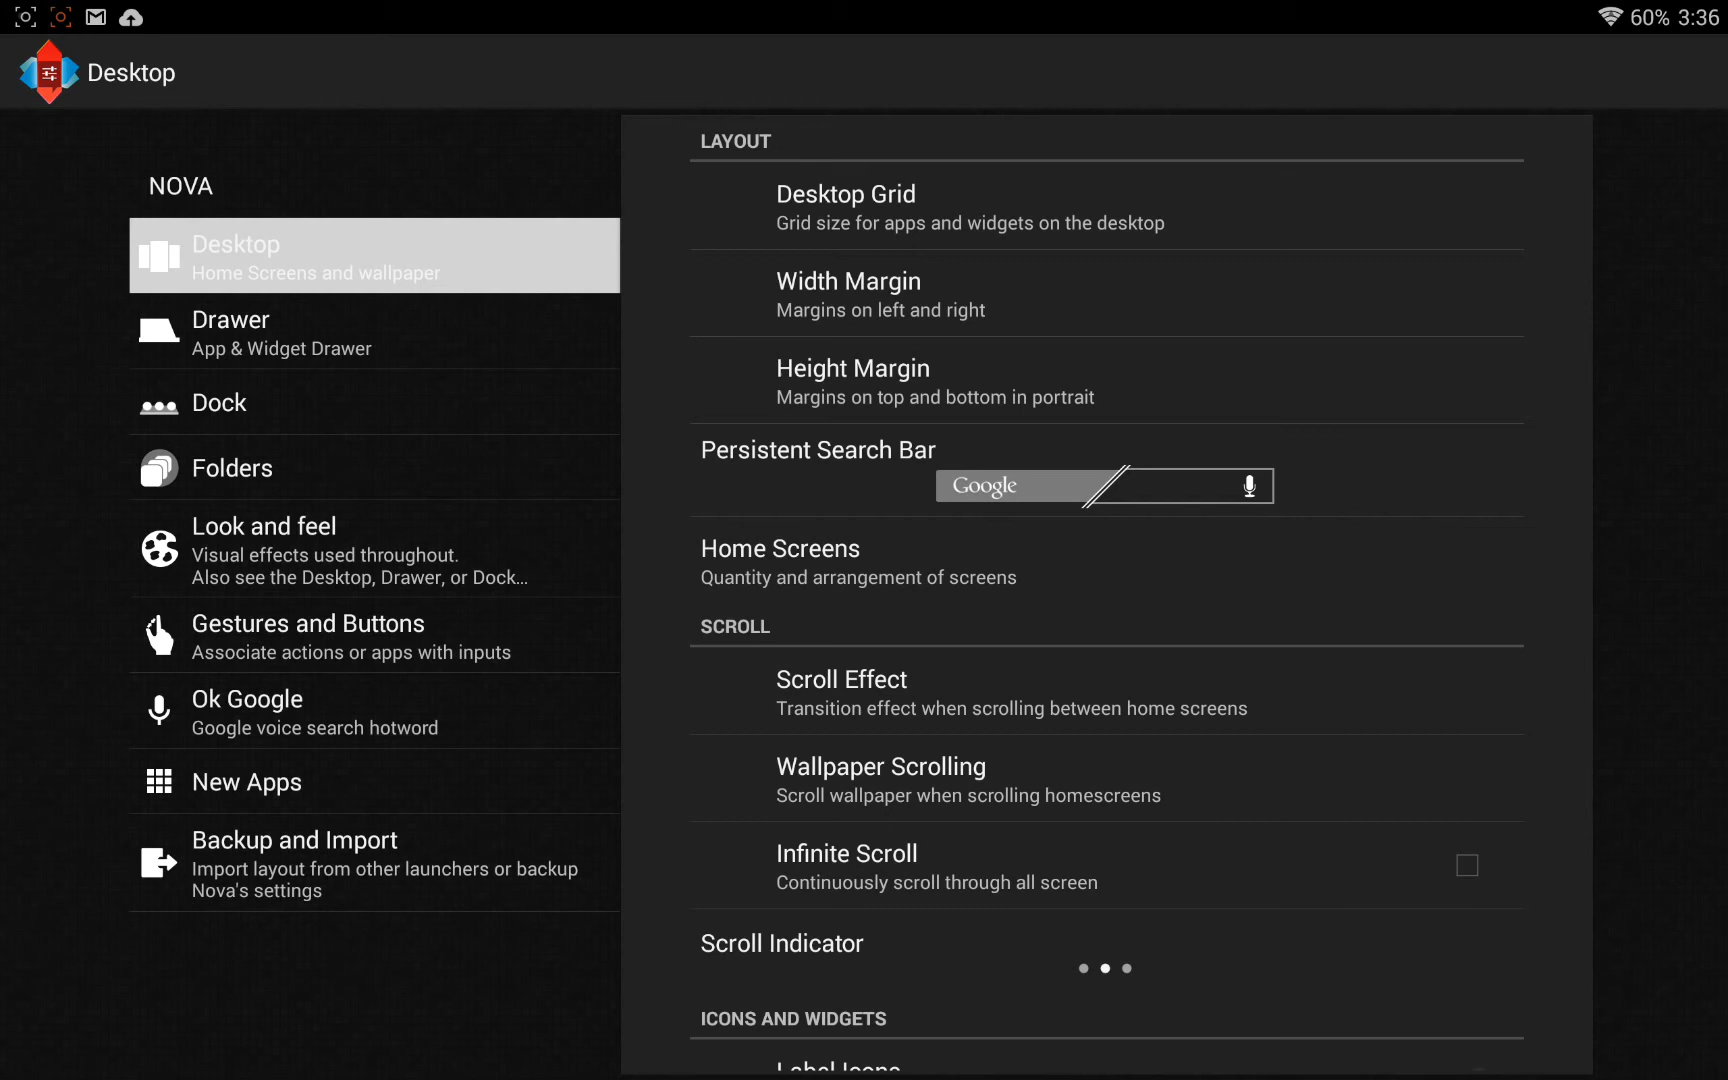 60% 3:36
Desktop
NOVA
Desktop
Home Screens and wallpaper
Drawer
App & Widget Drawer
Dock
Folders
Look and feel
Visual effects used throughout.
Also see the Desktop, Drawer, or Dock...
Gestures and Buttons
Associate actions or apps with inputs
Ok Google
Google voice search hotword
New Apps
Backup and Import
Import layout from other launchers or backup
Nova's settings
LAYOUT
Desktop Grid
Grid size for apps and widgets on the desktop
Width Margin
Margins on left and right
Height Margin
Margins on top and bottom in portrait
Persistent Search Bar
Google
Home Screens
Quantity and arrangement of screens
SCROLL
Scroll Effect
Transition effect when scrolling between home screens
Wallpaper Scrolling
Scroll wallpaper when scrolling homescreens
Infinite Scroll
Continuously scroll through all screen
Scroll Indicator
ICONS AND WIDGETS
Label Icons